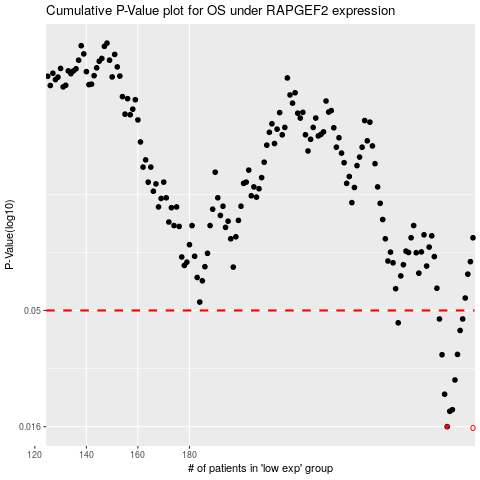 Cumulative P-Value plot for OS under RAPGEF2 expression
P-Value(log10)
0.05
0.016
120 140 160 180
# of patients in 'low exp' group